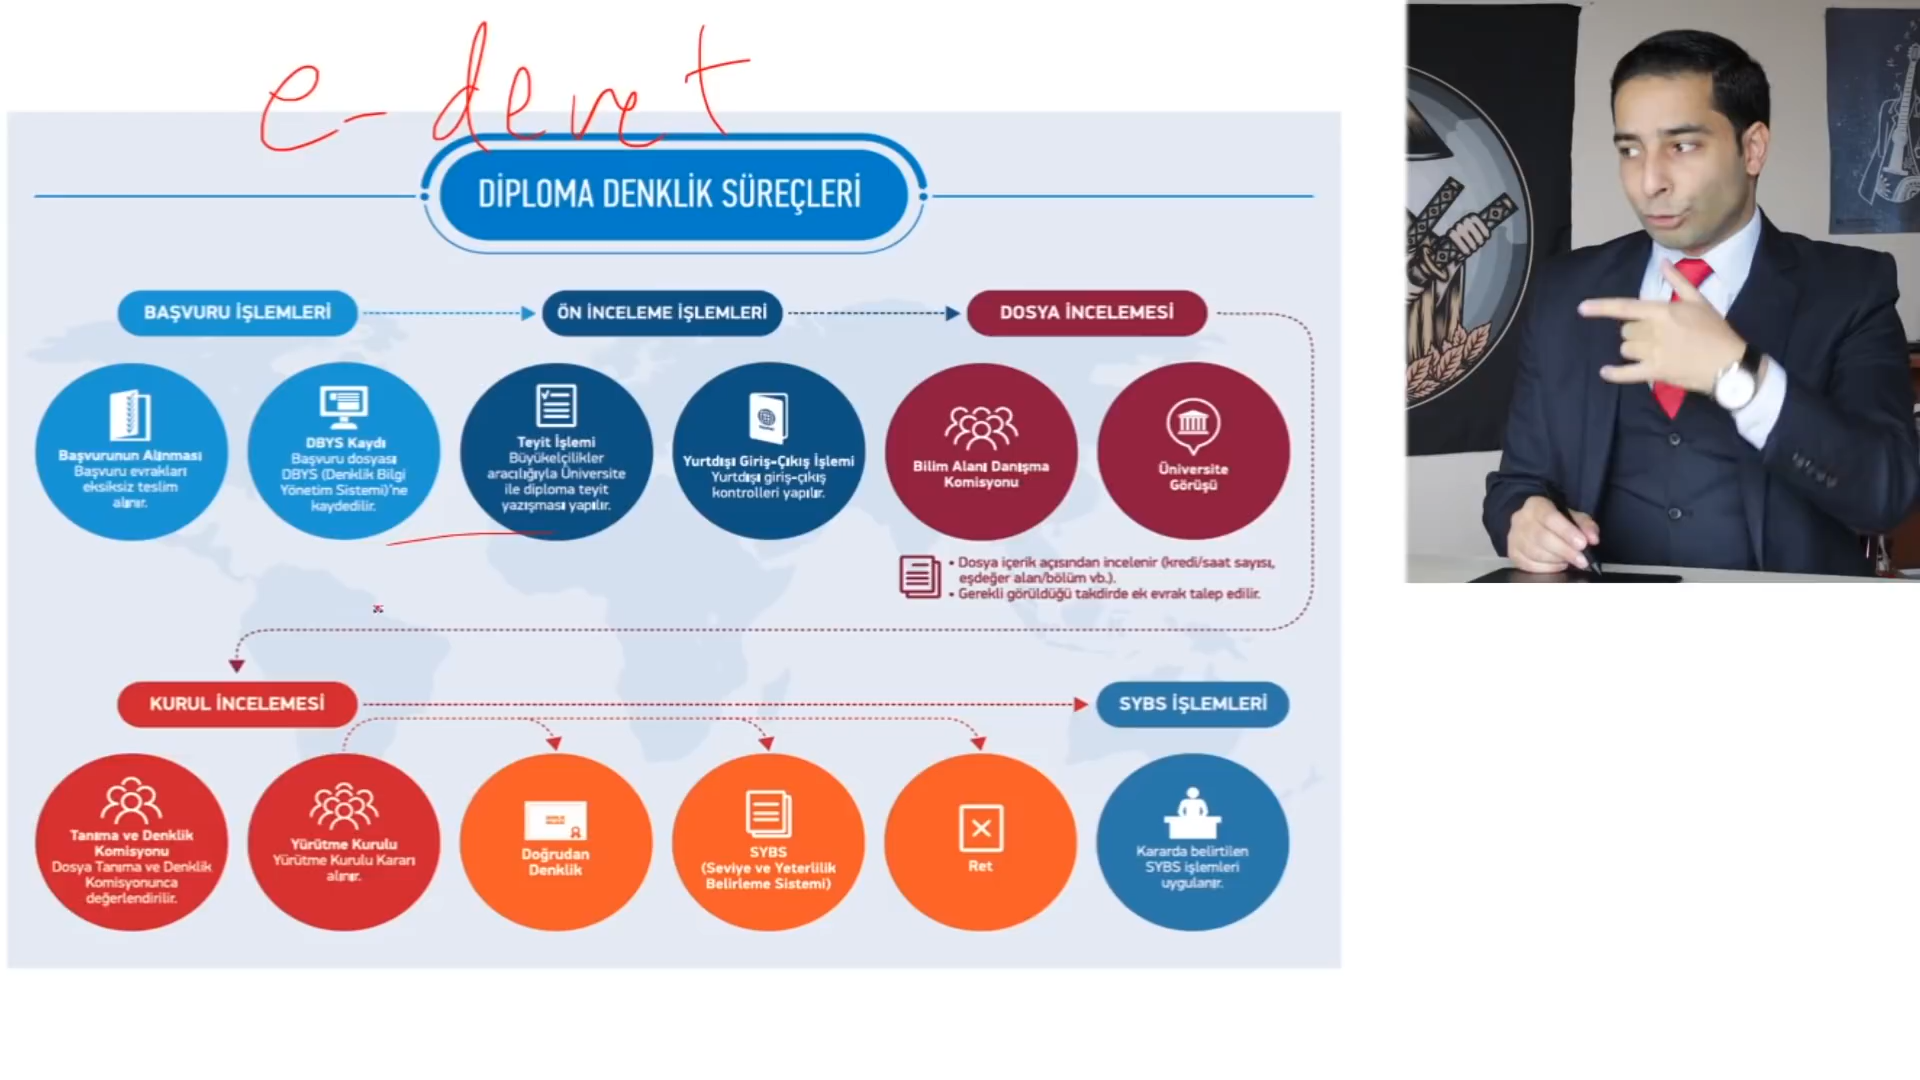 e-devlet
DİPLOMA DENKLİK SÜREÇLERİ
BAŞVURU İŞLEMLERİ
ÖN İNCELEME İŞLEMLERİ
DOSYA İNCELEMESİ
Başvurunun Alınması
Başvuru evrakları
eksiksiz teslim
alınır.
DBYS Kaydı
Başvuru dosyası
DBYS (Denklik Bilgi
Yönetim Sistemi)'ne
kaydedilir.
Teyit İşlemi
Büyükelçilikler
aracılığıyla Üniversite
ile diploma teyit
yazışması yapılır.
Yurtdışı Giriş-Çıkış İşlemi
Yurtdışı giriş-çıkış
kontrolleri yapılır.
Bilim Alanı Danışma
Komisyonu
Üniversite
Görüşü
• Dosya içerik açısından incelenir (kredi/saat sayısı,
eşdeğer alan/bölüm vb.).
• Gerekli görüldüğü takdirde ek evrak talep edilir.
KURUL İNCELEMESİ
SYBS İŞLEMLERİ
Tanıma ve Denklik
Komisyonu
Dosya Tanıma ve Denklik
Komisyonunca
değerlendirilir.
Yürütme Kurulu
Yürütme Kurulu Kararı
alınır.
Doğrudan
Denklik
SYBS
(Seviye ve Yeterlilik
Belirleme Sistemi)
Ret
Kararda belirtilen
SYBS işlemleri
uygulanır.